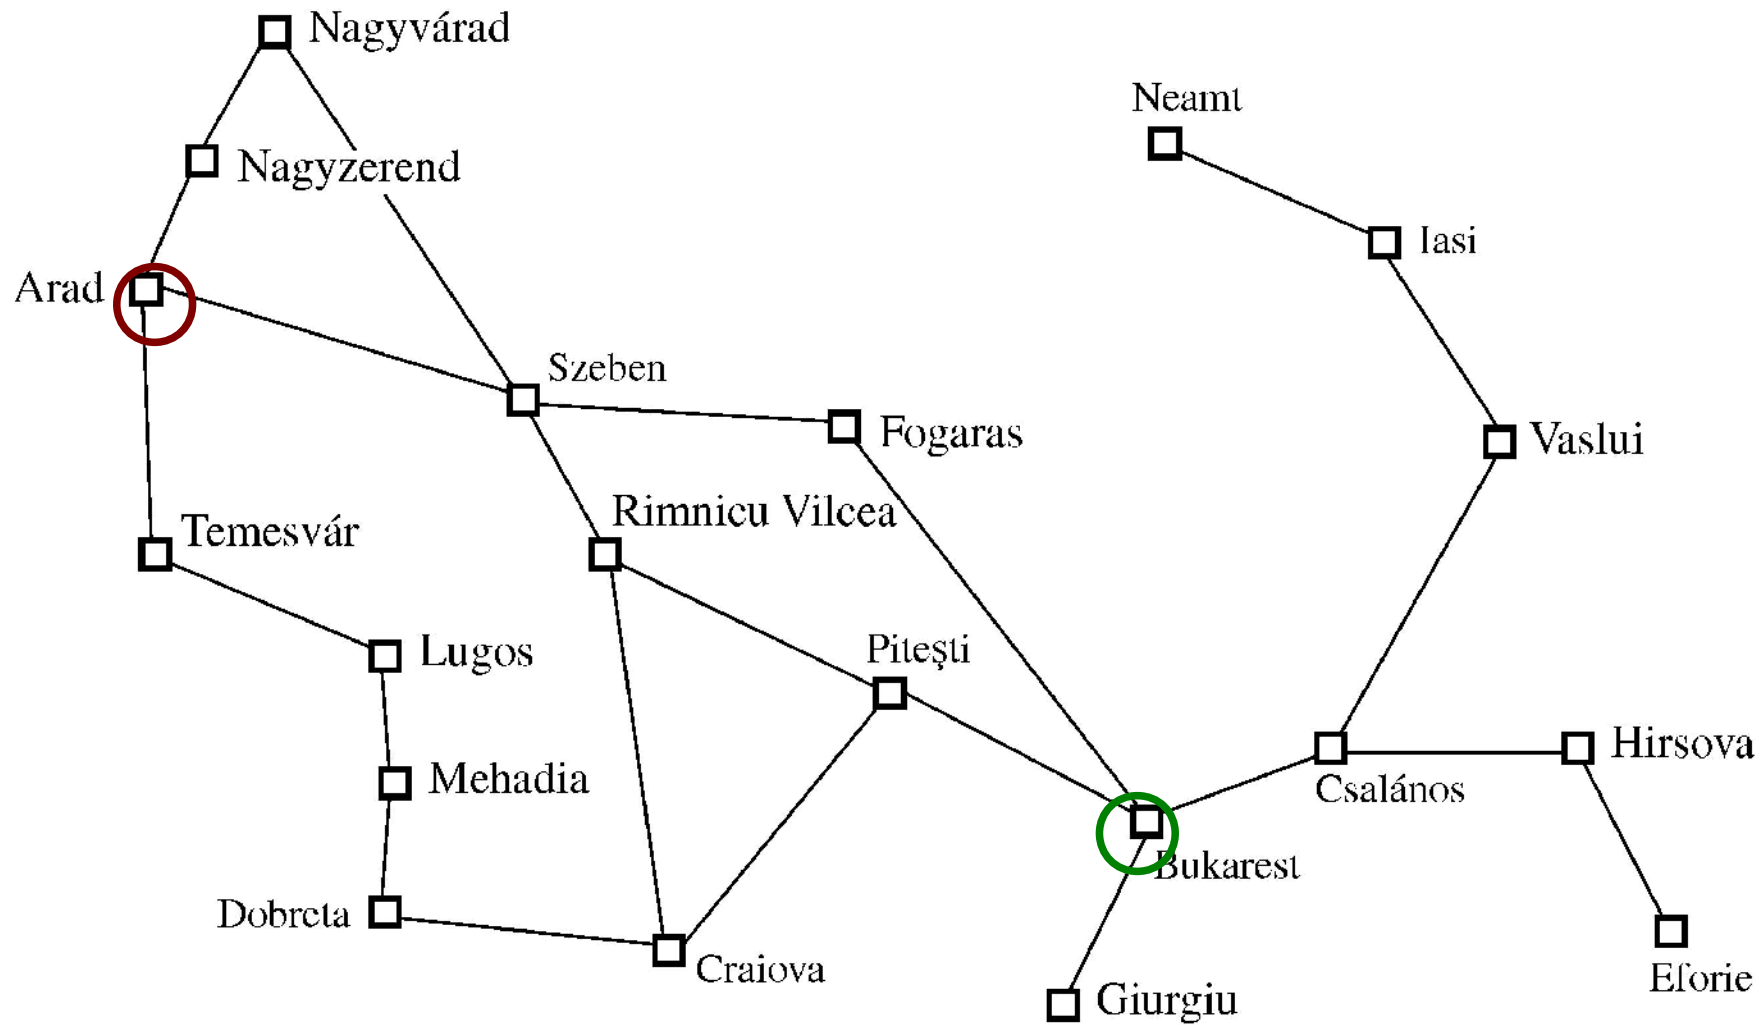 Nagyvárad
Neamt
Nagyzerend
Iasi
Arad
Szeben
Fogaras
Vaslui
Rimnicu Vilcea
Temesvár
Lugos
Piteşti
Hirsova
Mehadia
Csalános
Bukarest
Dobreta
Craiova
Eforie
Giurgiu